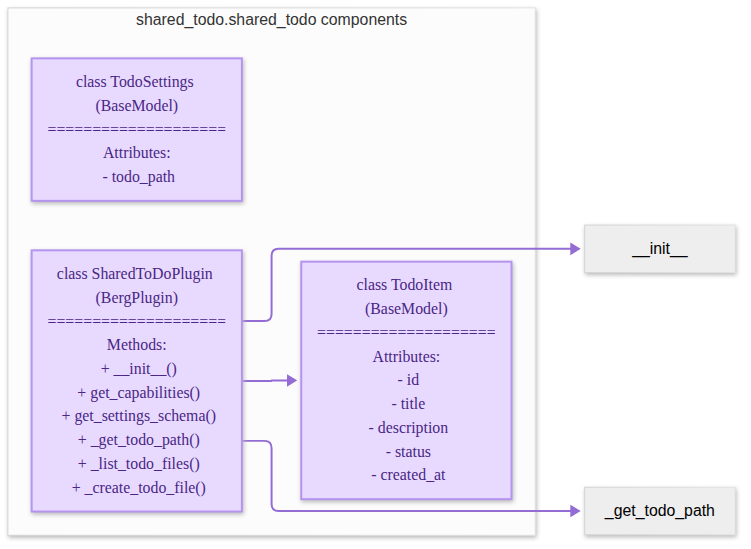 shared_todo.shared_todo components
class TodoSettings
(BaseModel)
====================
Attributes:
- todo_path
class SharedToDoPlugin
(BergPlugin)
====================
Methods:
+ __init__()
+ get_capabilities()
+ get_settings_schema()
+ _get_todo_path()
+ _list_todo_files()
+ _create_todo_file()
class TodoItem
(BaseModel)
====================
Attributes:
- id
- title
- description
- status
- created_at
__init__
_get_todo_path